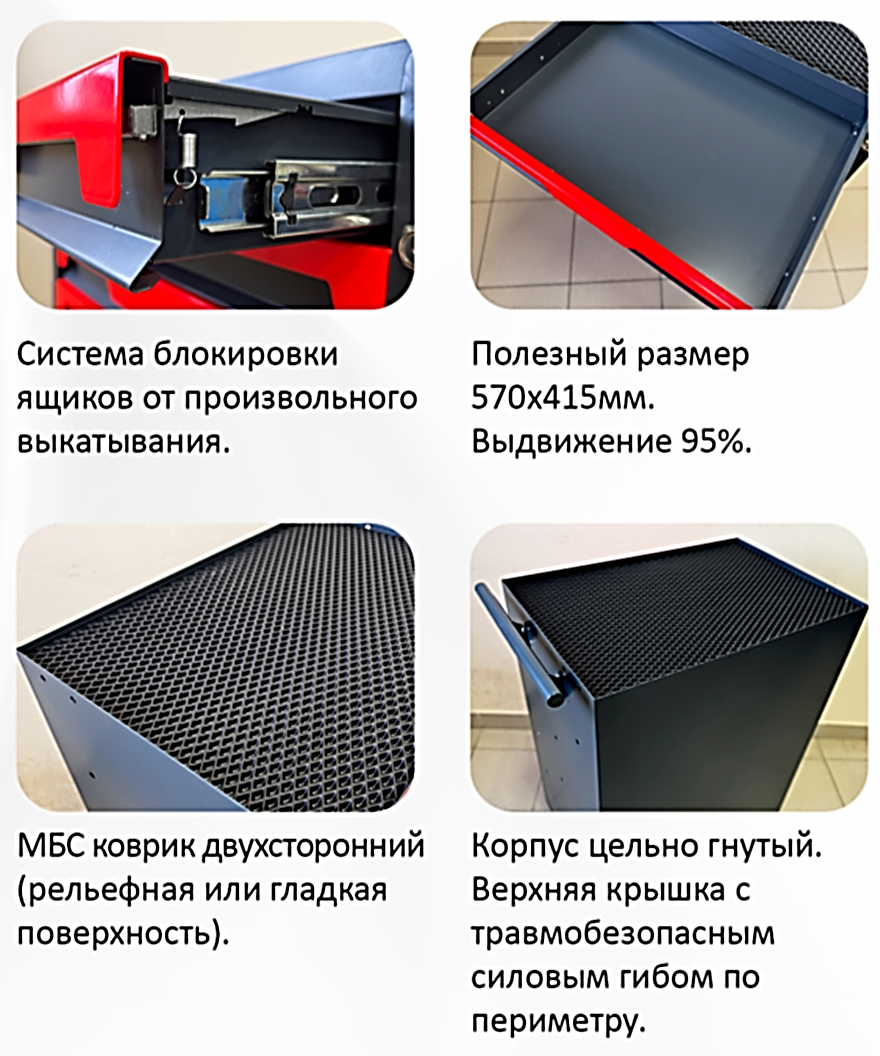 Система блокировки
ящиков от произвольного
выкатывания.
Полезный размер
570х415мм.
Выдвижение 95%.
МБС коврик двухсторонний
(рельефная или гладкая
поверхность).
Корпус цельно гнутый.
Верхняя крышка с
травмобезопасным
силовым гибом по
периметру.